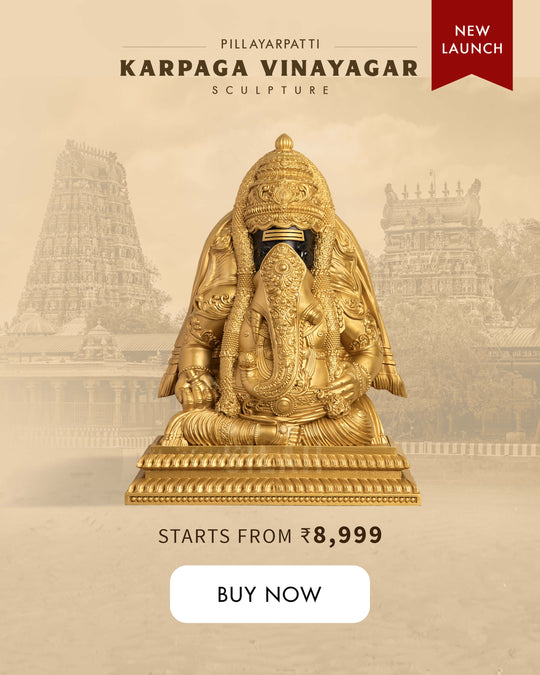 PILLAYARPATTI
KARPAGA VINAYAGAR
SCULPTURE
NEW
LAUNCH
STARTS FROM ₹8,999
BUY NOW